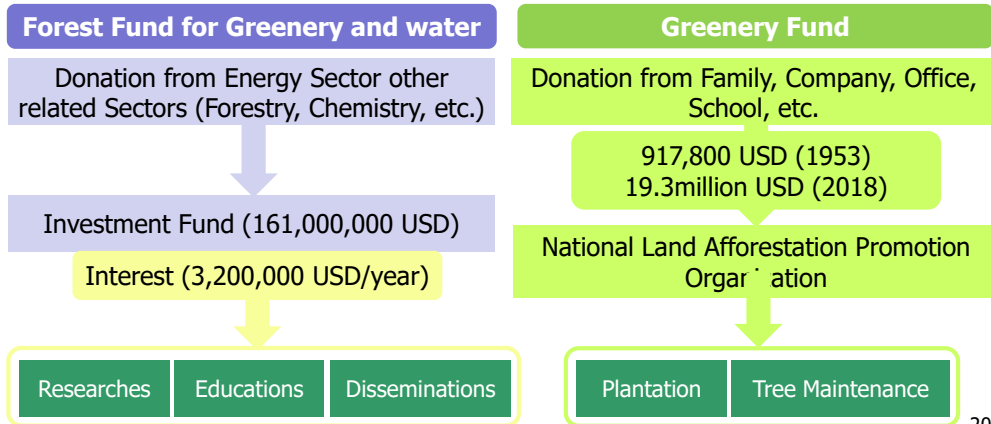 Forest Fund for Greenery and water
Donation from Energy Sector other
related Sectors (Forestry, Chemistry, etc.)
Investment Fund (161,000,000 USD)
Interest (3,200,000 USD/year)
Researches
Educations
Disseminations
Greenery Fund
Donation from Family, Company, Office,
School, etc.
917,800 USD (1953)
19.3million USD (2018)
National Land Afforestation Promotion
Plantation
Tree Maintenance